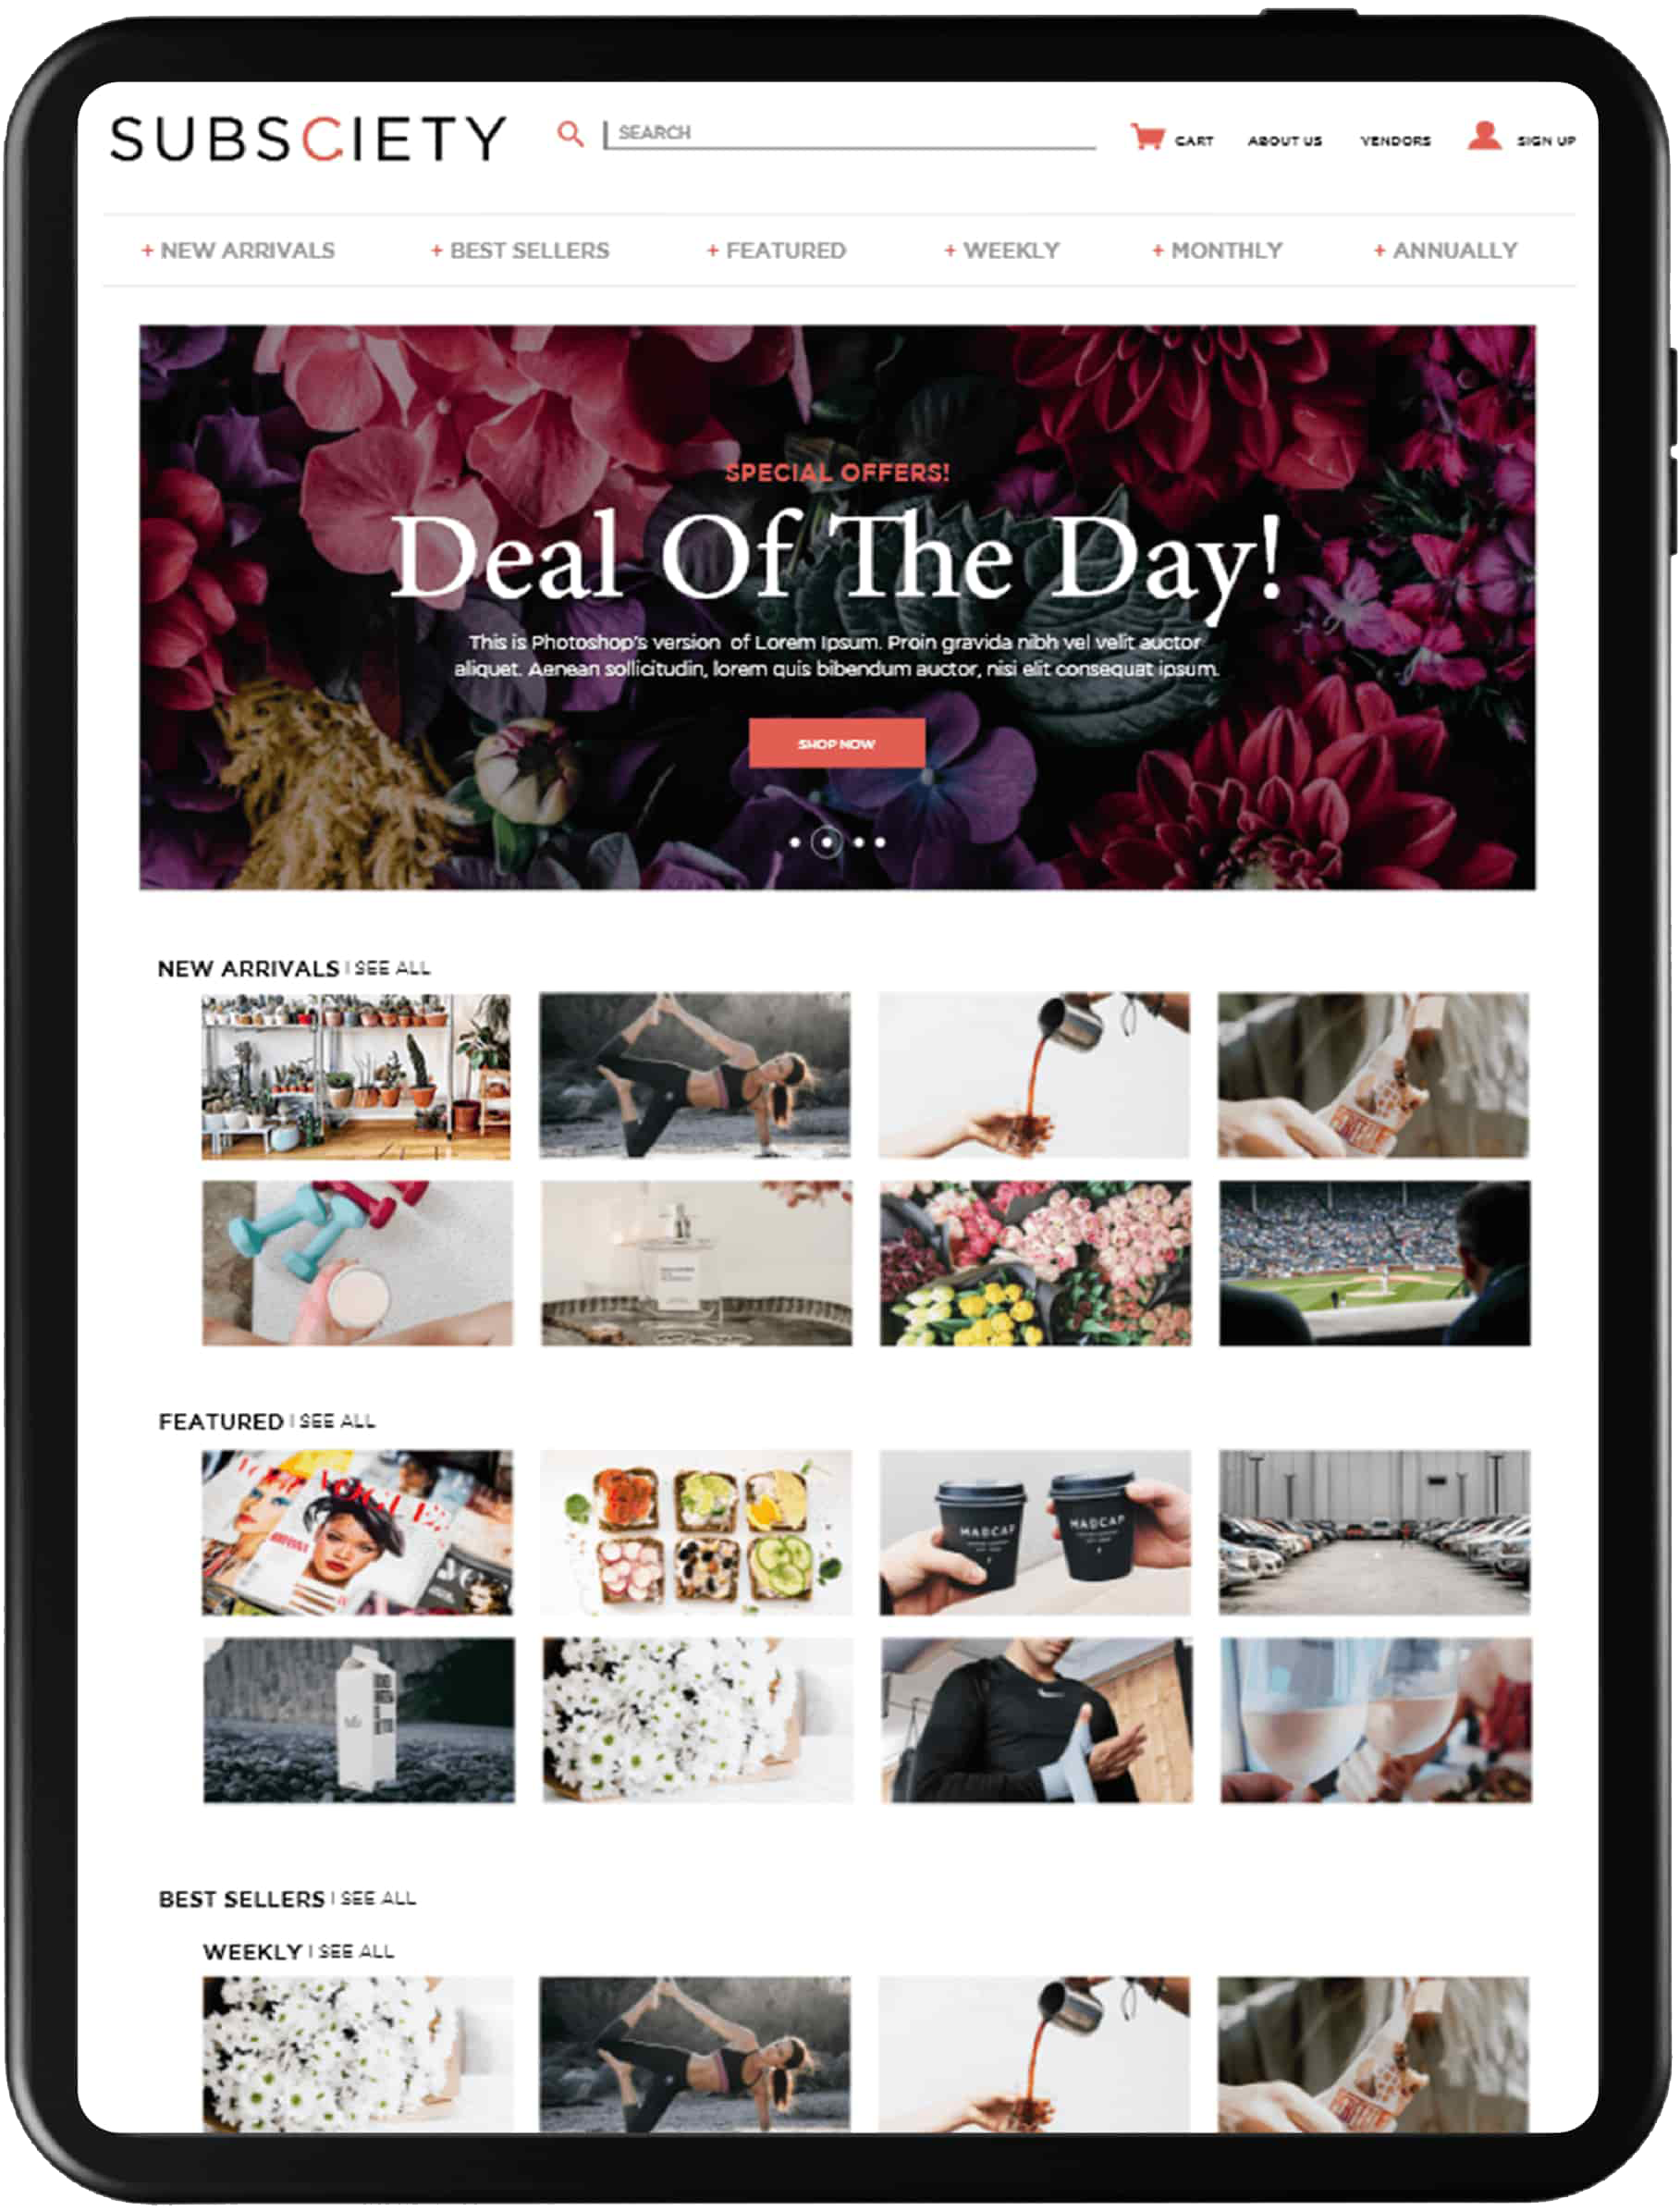 SUBSCIETY
SEARCH
CART
ABOUT US
VENDORS
SIGN UP
+ NEW ARRIVALS
+ BEST SELLERS
+ FEATURED
+ WEEKLY
+ MONTHLY
+ ANNUALLY
SPECIAL OFFERS!
Deal Of The Day!
This is Photoshop's version of Lorem Ipsum. Proin gravida nibh vel velit auctor
aliquet. Aenean sollicitudin, lorem quis bibendum auctor, nisi elit consequat ipsum.
SHOP NOW
NEW ARRIVALS | SEE ALL
FEATURED | SEE ALL
VOGUE
MADCAP
MADCAP
BEST SELLERS | SEE ALL
WEEKLY | SEE ALL